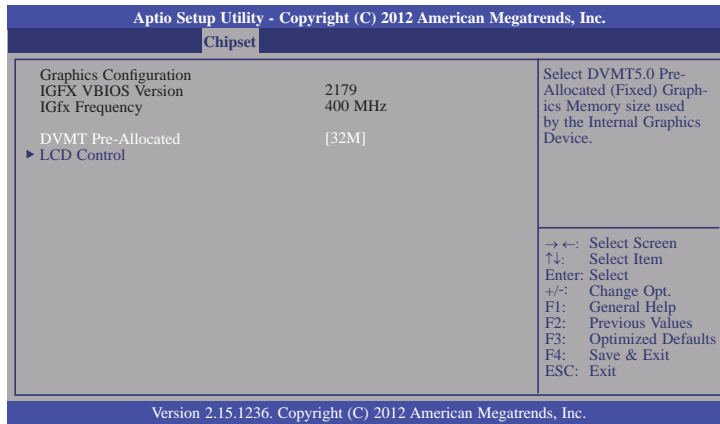 Aptio Setup Utility - Copyright (C) 2012 American Megatrends, Inc.
Chipset
Graphics Configuration
IGFX VBIOS Version 2179
IGfx Frequency 400 MHz
DVMT Pre-Allocated [32M]
▶ LCD Control
Select DVMT5.0 Pre-
Allocated (Fixed) Graph-
ics Memory size used
by the Internal Graphics
Device.
→ ←: Select Screen
↑↓: Select Item
Enter: Select
+/-: Change Opt.
F1: General Help
F2: Previous Values
F3: Optimized Defaults
F4: Save & Exit
ESC: Exit
Version 2.15.1236. Copyright (C) 2012 American Megatrends, Inc.